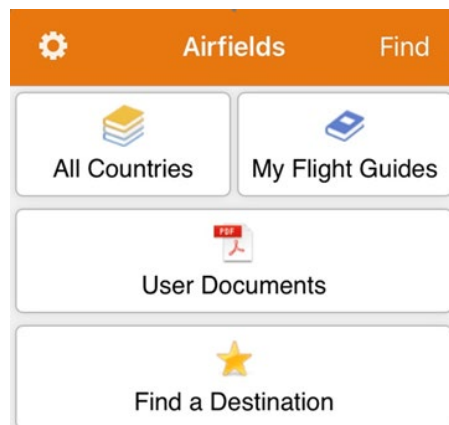 Airfields Find
All Countries My Flight Guides
PDF
User Documents
Find a Destination